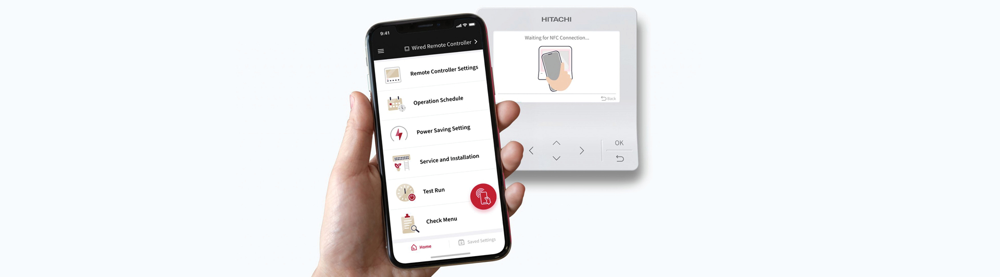 9:41
Wired Remote Controller
Remote Controller Settings
Operation Schedule
Power Saving Setting
Service and Installation
Test Run
Check Menu
Home
Saved Settings
HITACHI
Waiting for NFC Connection...
Back
OK